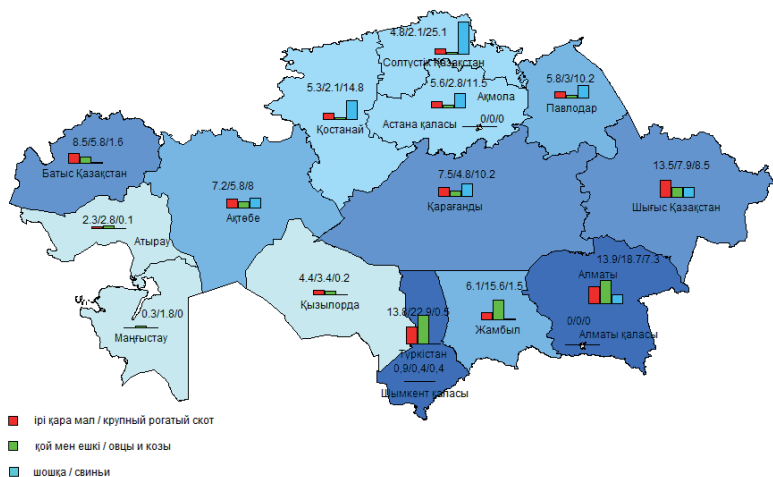 4.8/2.1/25.1
Солтүстік Қазақстан
5.3/2.1/14.8
Қостанай
5.6/2.8/11.5
Ақмола
Астана қаласы
0/0/0
5.8/3/10.2
Павлодар
8.5/5.8/1.6
Батыс Қазақстан
7.2/5.8/8
Ақтөбе
7.5/4.8/10.2
Қарағанды
13.5/7.9/8.5
Шығыс Қазақстан
2.3/2.8/0.1
Атырау
4.4/3.4/0.2
Қызылорда
13.8/22.9/0.5
Түркістан
6.1/15.6/1.5
Жамбыл
13.9/18.7/7.3
Алматы
0.3/1.8/0
Маңғыстау
0/0/0
Алматы қаласы
0,9/0,4/0,4
Шымкент қаласы
ірі қара мал / крупный рогатый скот
қой мен ешкі / овцы и козы
шошқа / свиньи